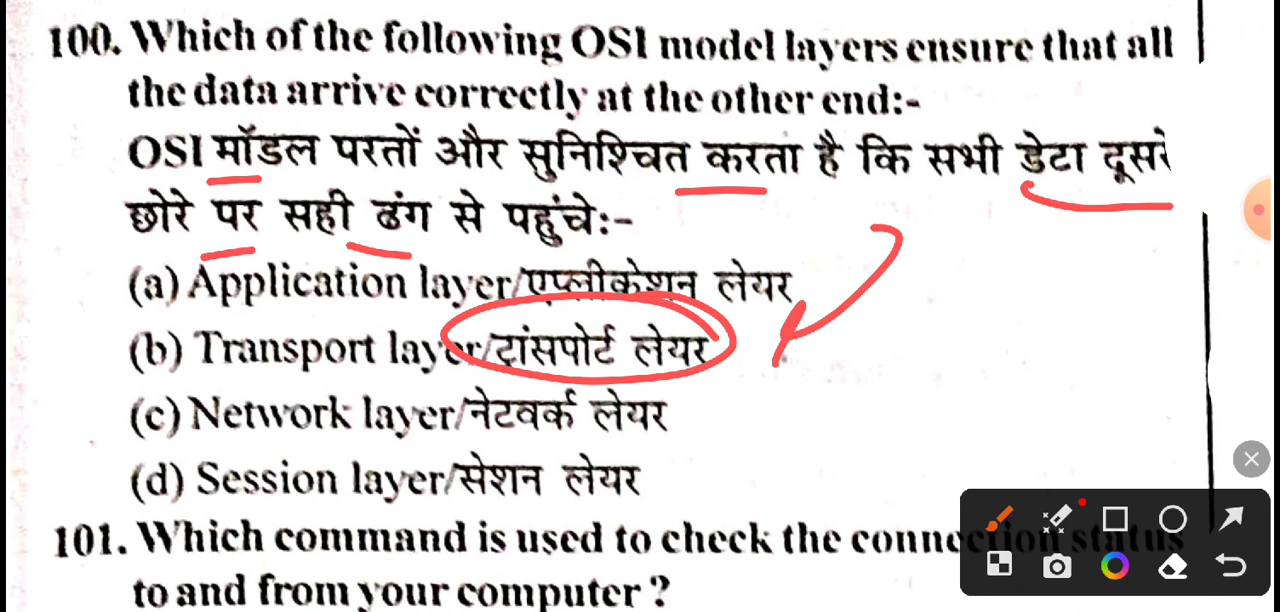 100. Which of the following OSI model layers ensure that all
the data arrive correctly at the other end:-
OSI मॉडल परतों और सुनिश्चित करता है कि सभी डेटा दूसरे
छोरे पर सही ढंग से पहुंचे:-
(a) Application layer/एप्लीकेशन लेयर
(b) Transport layer/ट्रांसपोर्ट लेयर
(c) Network layer/नेटवर्क लेयर
(d) Session layer/सेशन लेयर
101. Which command is used to check the connection status
to and from your computer ?